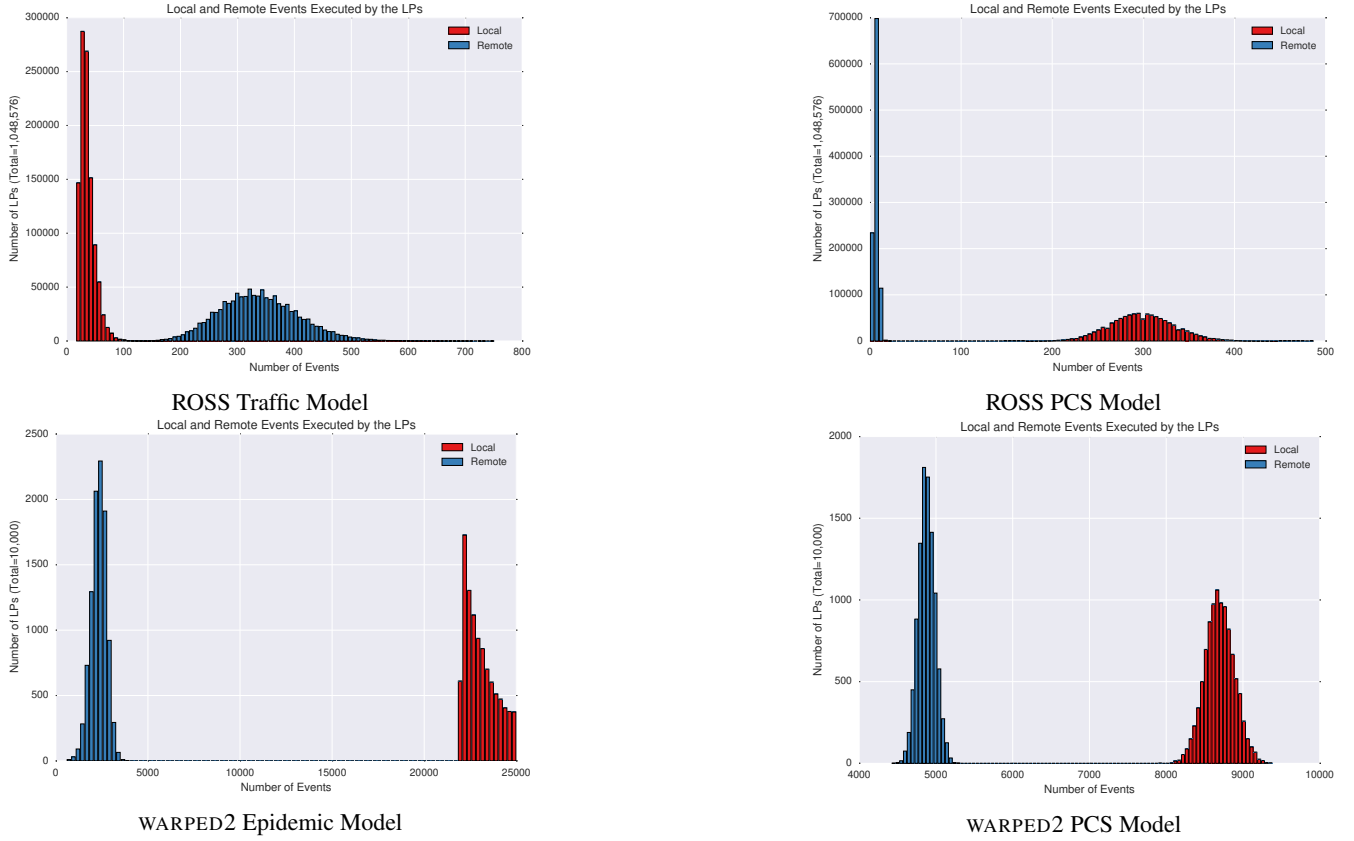 Local and Remote Events Executed by the LPs
300000
250000
200000
150000
100000
50000
0
Number of LPs (Total=1,048,576)
Local
Remote
0 100 200 300 400 500 600 700 800
Number of Events
ROSS Traffic Model
Local and Remote Events Executed by the LPs
700000
600000
500000
400000
300000
200000
100000
0
Number of LPs (Total=1,048,576)
Local
Remote
0 100 200 300 400 500
Number of Events
ROSS PCS Model
Local and Remote Events Executed by the LPs
2500
2000
1500
1000
500
0
Number of LPs (Total=10,000)
Local
Remote
0 5000 10000 15000 20000 25000
Number of Events
WARPED2 Epidemic Model
Local and Remote Events Executed by the LPs
2000
1500
1000
500
0
Number of LPs (Total=10,000)
Local
Remote
4000 5000 6000 7000 8000 9000 10000
Number of Events
WARPED2 PCS Model